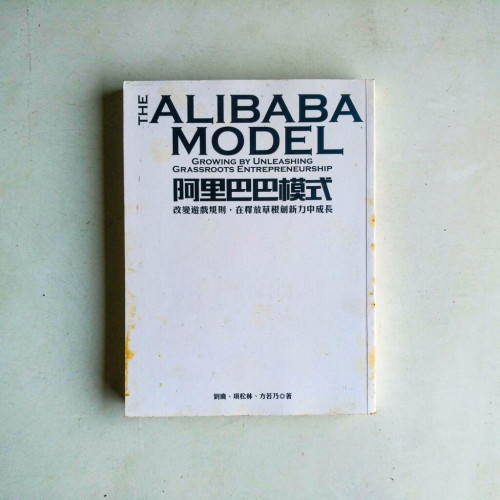 THE ALIBABA
MODEL
GROWING BY UNLEASHING
GRASSROOTS ENTREPRENEURSHIP
阿里巴巴模式
改變遊戲規則，在釋放草根創新力中成長
劉鷹、項松林、方若乃◎著